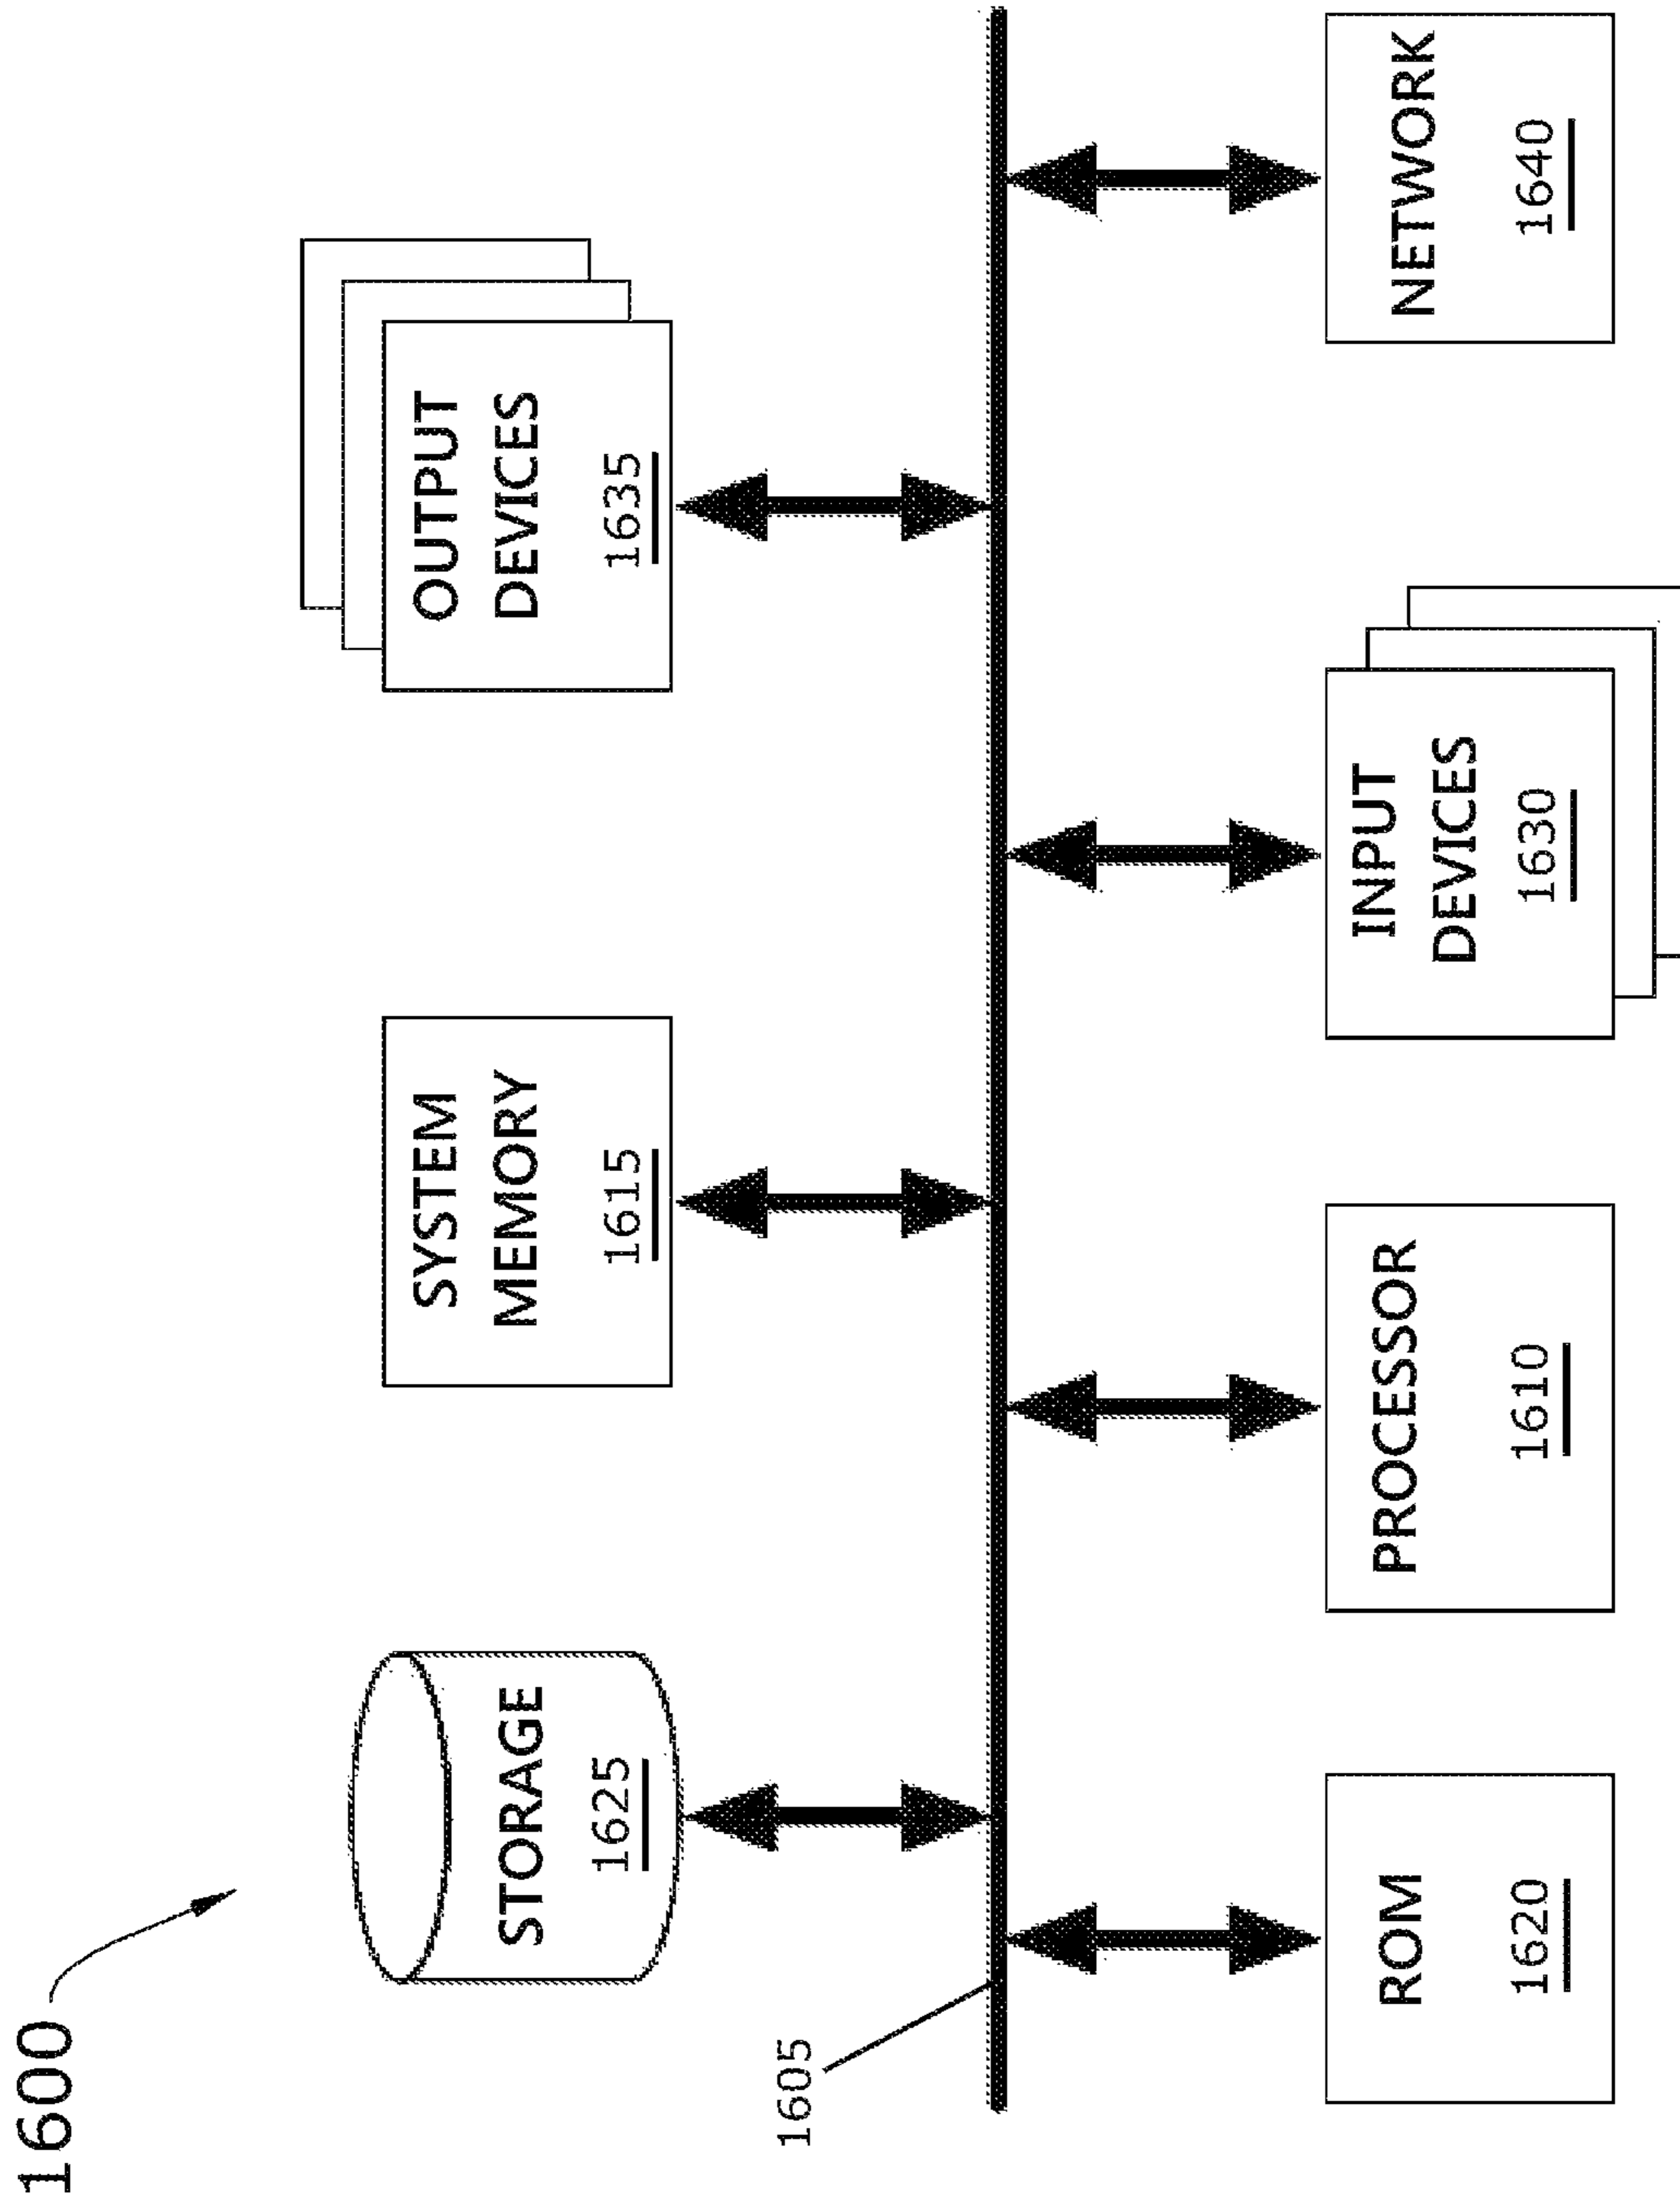 1600
STORAGE
1625
SYSTEM
MEMORY
1615
OUTPUT
DEVICES
1635
1605
ROM
1620
PROCESSOR
1610
INPUT
DEVICES
1630
NETWORK
1640